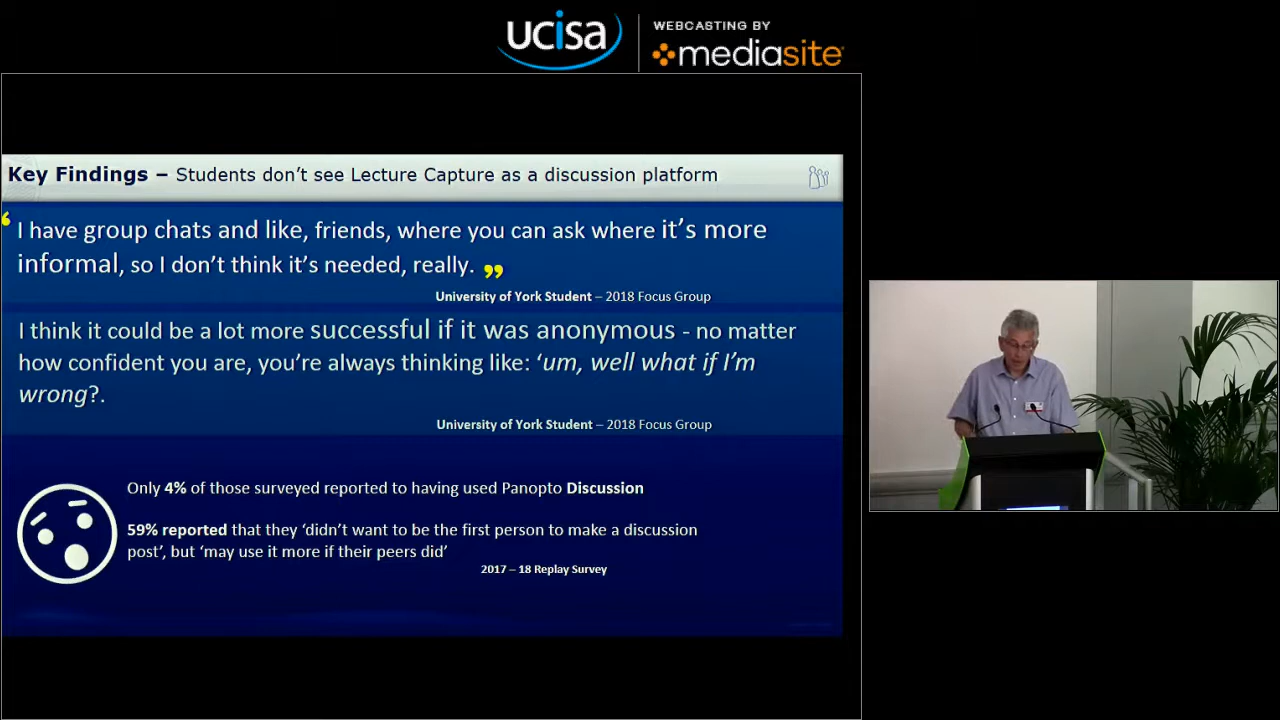 ucisa
WEBCASTING BY
mediasite
Key Findings – Students don't see Lecture Capture as a discussion platform
‘ I have group chats and like, friends, where you can ask where it's more
informal, so I don't think it's needed, really. ”
University of York Student – 2018 Focus Group
I think it could be a lot more successful if it was anonymous - no matter
how confident you are, you're always thinking like: ‘um, well what if I'm
wrong?.
University of York Student – 2018 Focus Group
Only 4% of those surveyed reported to having used Panopto Discussion
59% reported that they ‘didn't want to be the first person to make a discussion
post’, but ‘may use it more if their peers did’
2017 – 18 Replay Survey